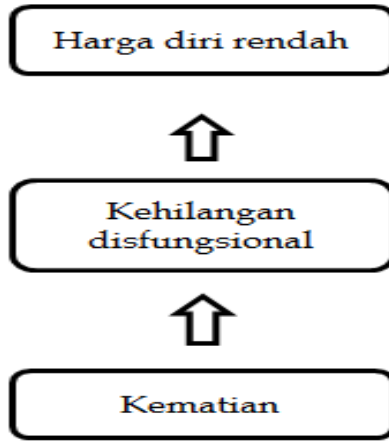 Harga diri rendah
Kehilangan
disfungsional
Kematian